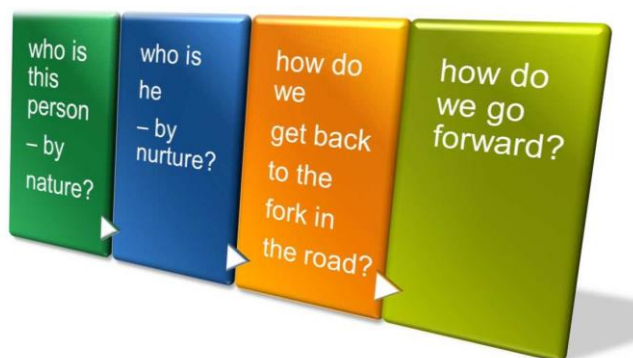 who is
this
person
– by
nature?
who is
he
– by
nurture?
how do
we
get back
to the
fork in
the road?
how do
we go
forward?